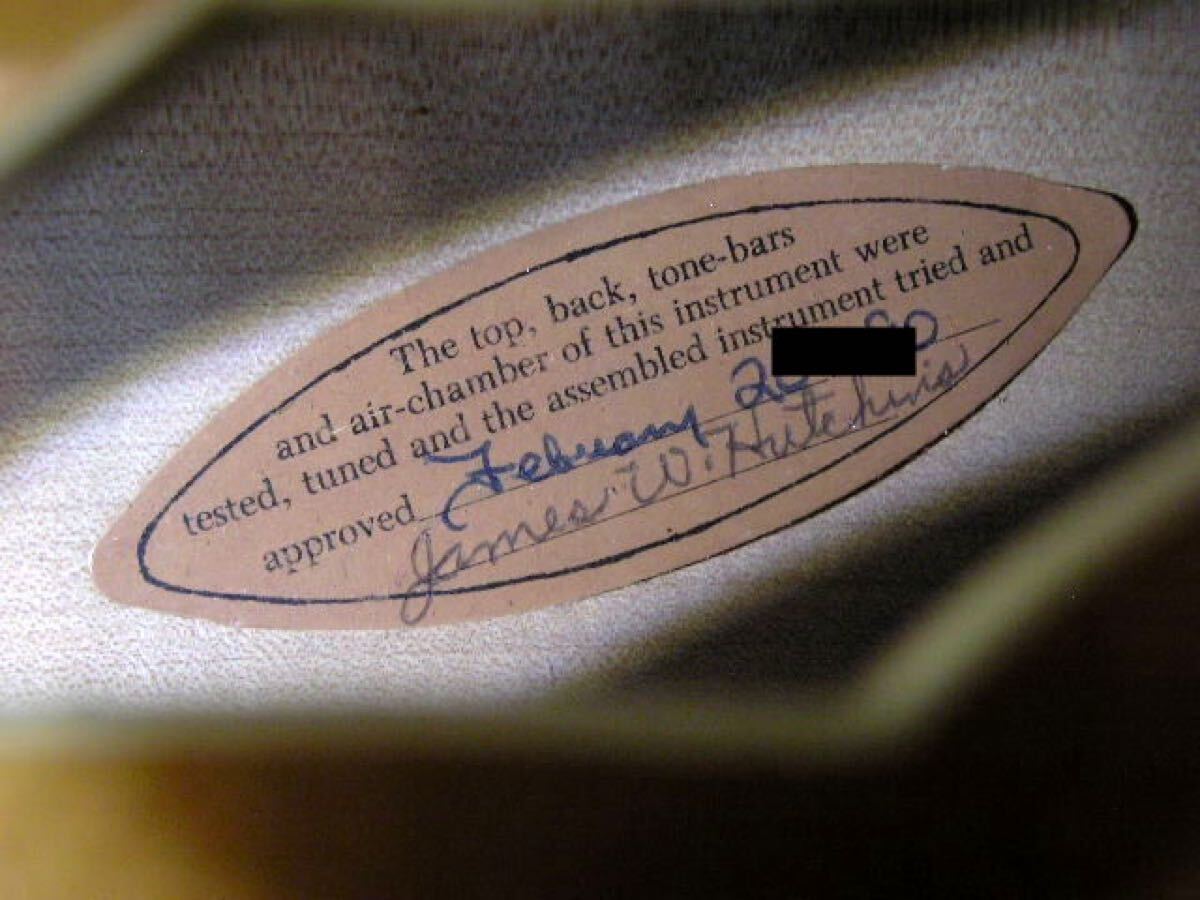 The top, back, tone-bars
and air-chamber of this instrument were
tested, tuned and the assembled instrument tried and
approved February
James W. Hutchins